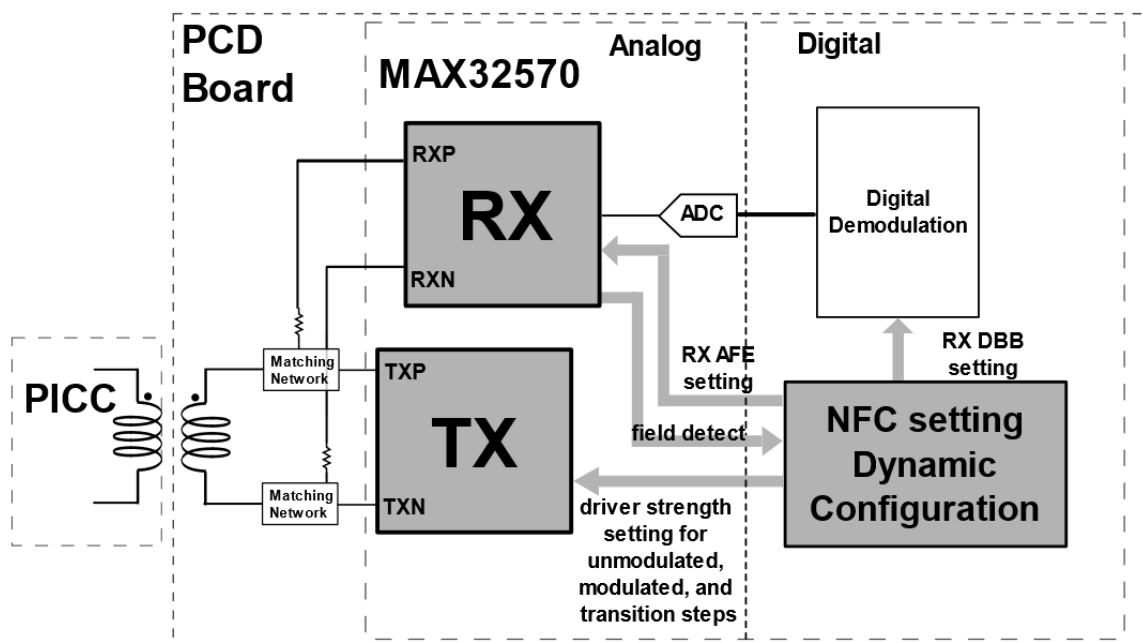 PCD
Board
Analog
Digital
MAX32570
RXP
RX
RXN
ADC
Digital
Demodulation
RX AFE
setting
RX DBB
setting
PICC
Matching
Network
Matching
Network
TXP
TX
TXN
field detect
NFC setting
Dynamic
Configuration
driver strength
setting for
unmodulated,
modulated, and
transition steps